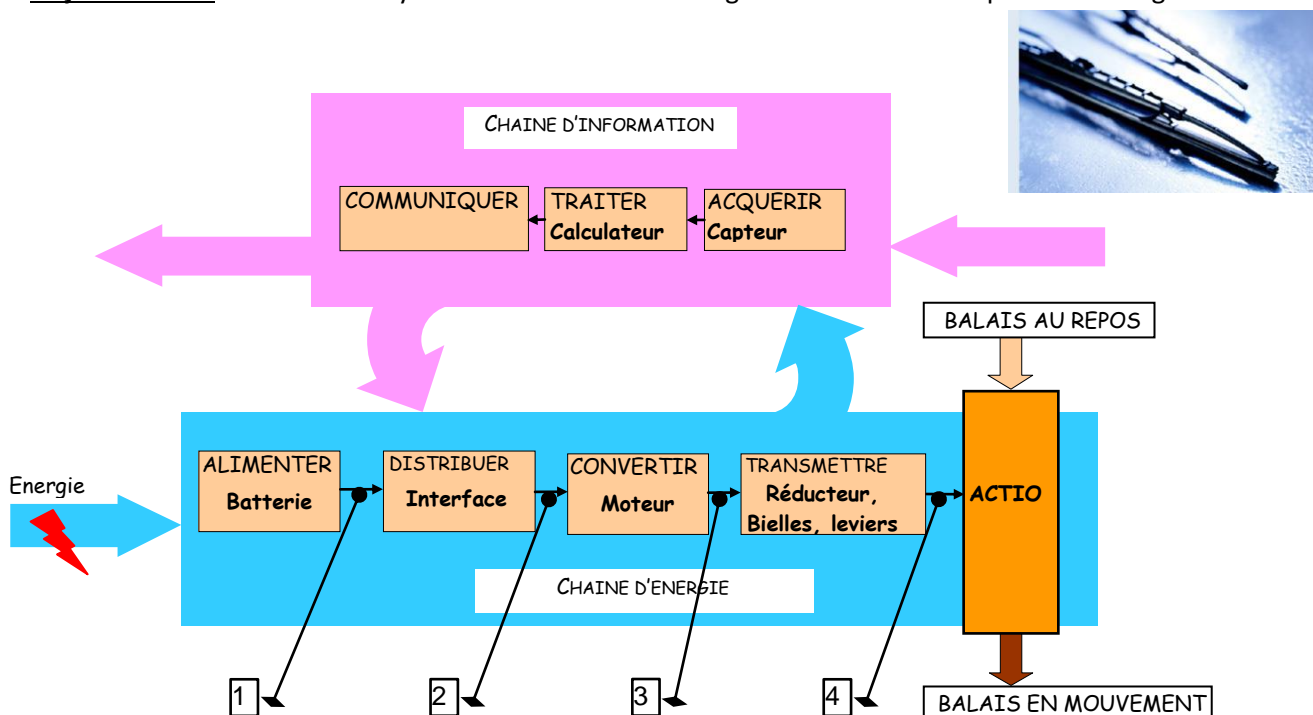 CHAINE D'INFORMATION
COMMUNIQUER
TRAITER
Calculateur
ACQUERIR
Capteur
BALAIS AU REPOS
Energie
ALIMENTER
Batterie
DISTRIBUER
Interface
CONVERTIR
Moteur
TRANSMETTRE
Réducteur,
Bielles, leviers
ACTIO
CHAINE D'ENERGIE
1
2
3
4
BALAIS EN MOUVEMENT